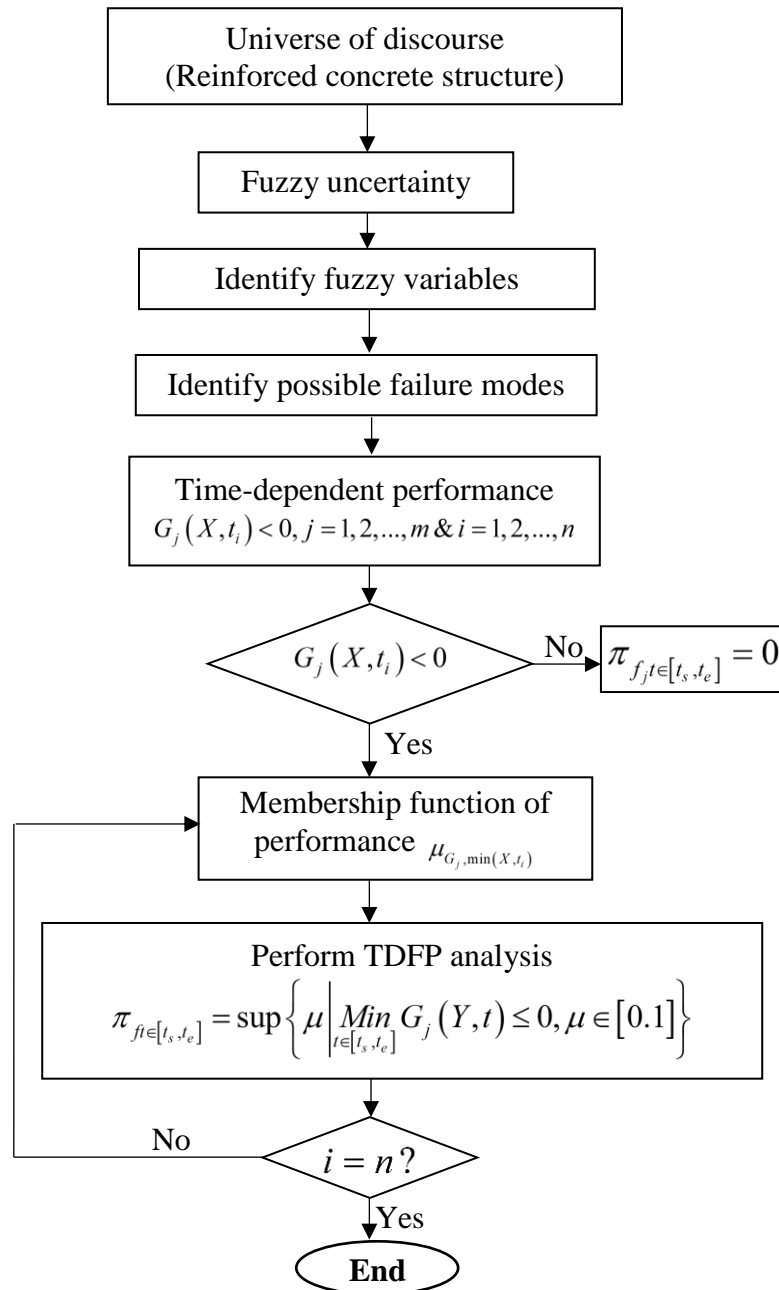 Universe of discourse
(Reinforced concrete structure)
Fuzzy uncertainty
Identify fuzzy variables
Identify possible failure modes
Time-dependent performance
G_j(X,t_i)<0, j=1,2,...,m & i=1,2,...,n
G_j(X,t_i)<0
No
π_{f_j t∈[t_s,t_e]}=0
Yes
Membership function of
performance μ_{G_j,min(X,t_i)}
Perform TDFP analysis
π_{ft∈[t_s,t_e]}=sup{μ|Min_{t∈[t_s,t_e]} G_j(Y,t)≤0, μ∈[0.1]}
No
i=n?
Yes
End